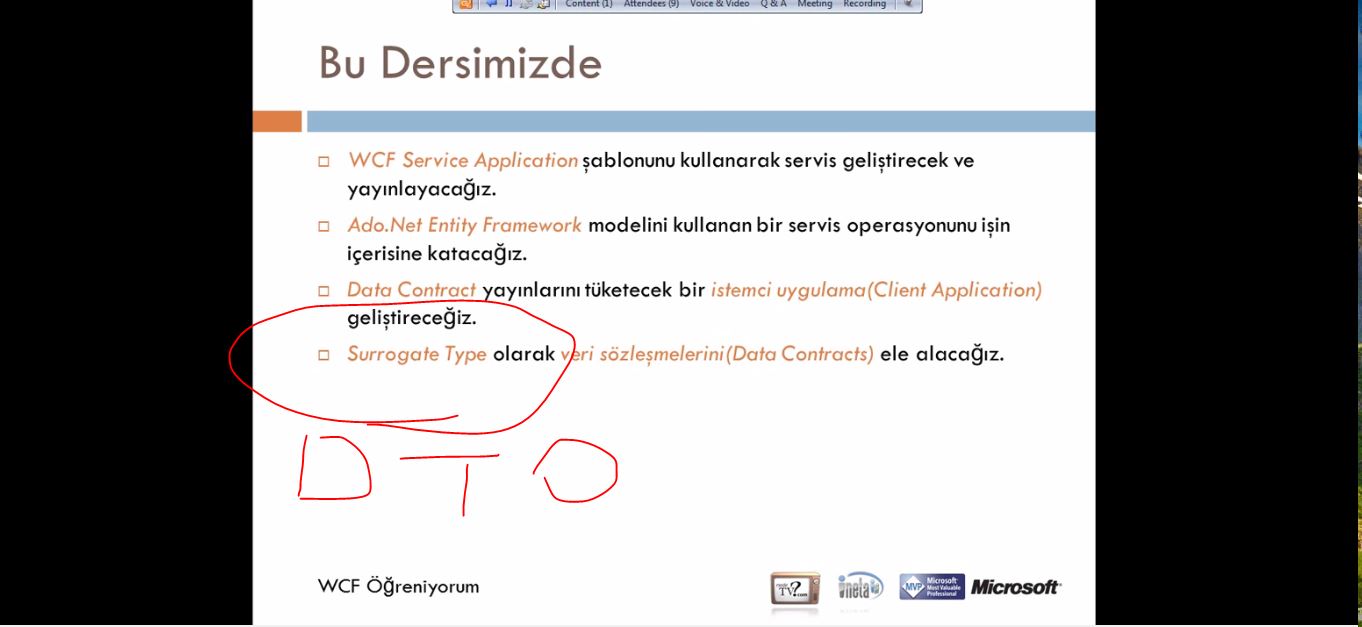 Content (1) Attendees (9) Voice & Video Q & A Meeting Recording
Bu Dersimizde
WCF Service Application şablonunu kullanarak servis geliştirecek ve
yayınlayacağız.
Ado.Net Entity Framework modelini kullanan bir servis operasyonunu işin
içerisine katacağız.
Data Contract yayınlarını tüketecek bir istemci uygulama(Client Application)
geliştireceğiz.
Surrogate Type olarak veri sözleşmelerini(Data Contracts) ele alacağız.
DTO
WCF Öğreniyorum
TV?.com
ineta
MVP Microsoft Most Valuable Professional
Microsoft